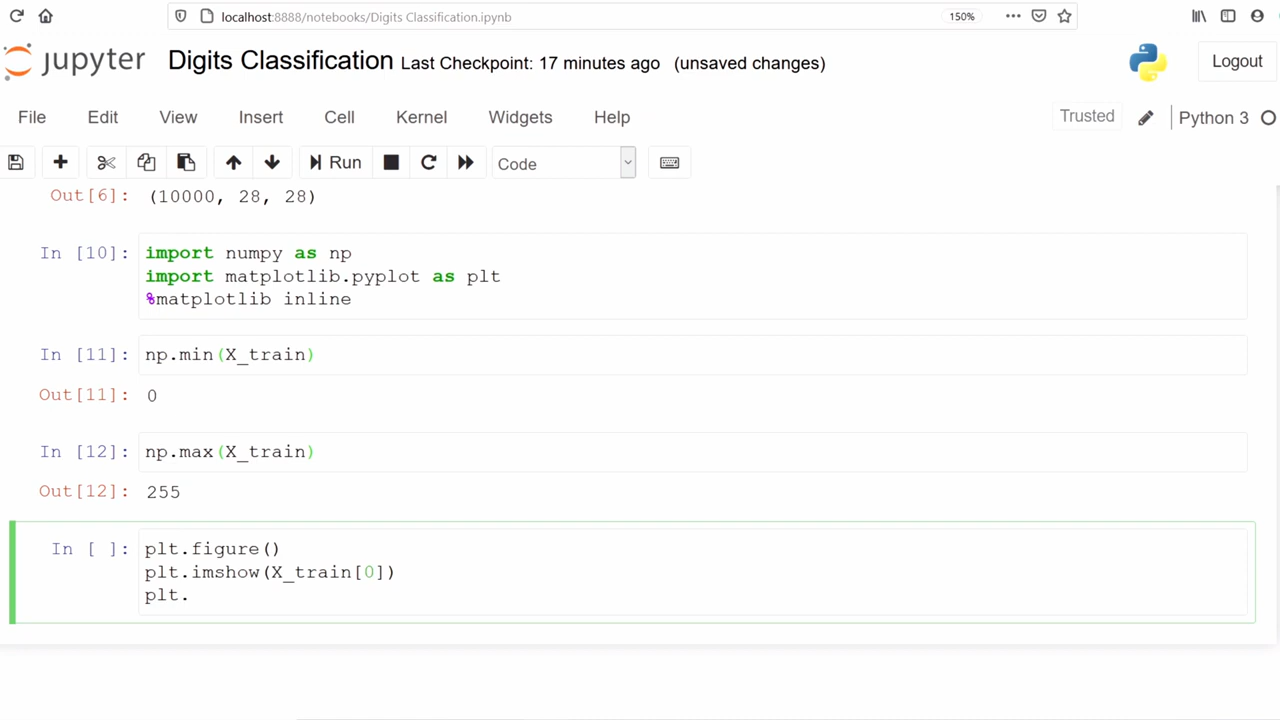 localhost:8888/notebooks/Digits Classification.ipynb 150%
jupyter Digits Classification Last Checkpoint: 17 minutes ago (unsaved changes) Logout
File Edit View Insert Cell Kernel Widgets Help Trusted Python 3
Run Code
Out[6]: (10000, 28, 28)
In [10]: import numpy as np
import matplotlib.pyplot as plt
%matplotlib inline
In [11]: np.min(X_train)
Out[11]: 0
In [12]: np.max(X_train)
Out[12]: 255
In [ ]: plt.figure()
plt.imshow(X_train[0])
plt.